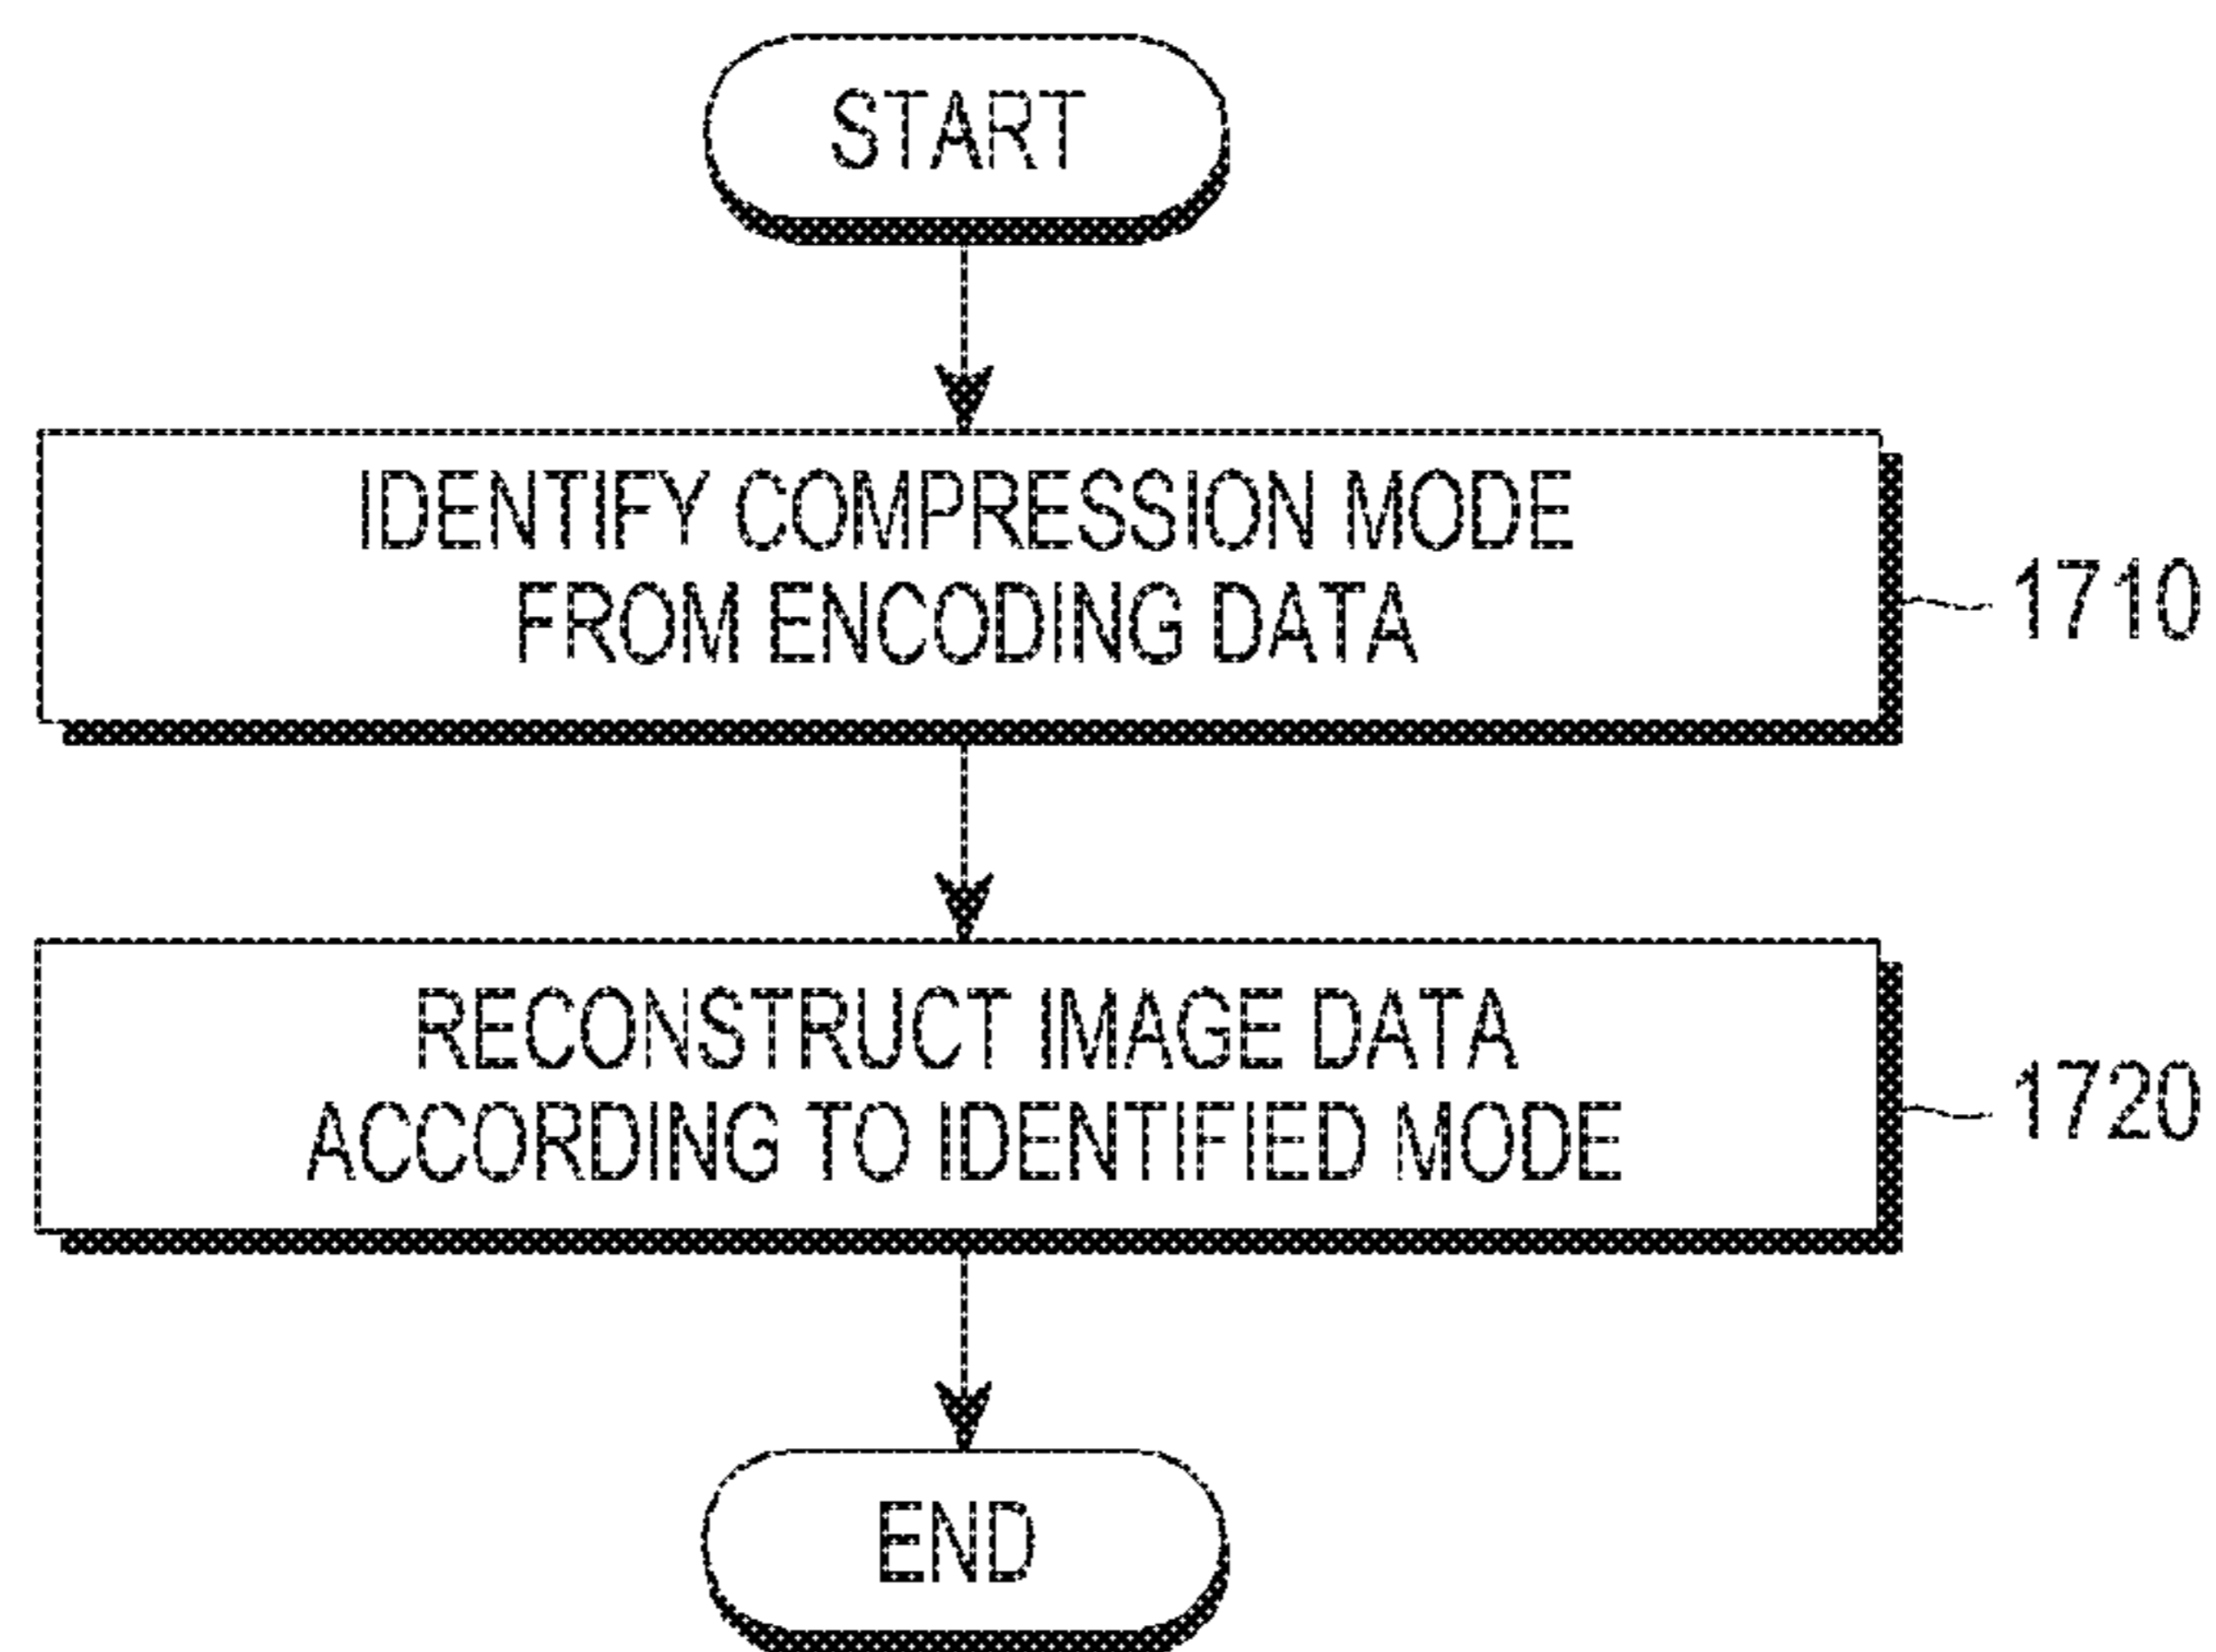 START
IDENTIFY COMPRESSION MODE
FROM ENCODING DATA
1710
RECONSTRUCT IMAGE DATA
ACCORDING TO IDENTIFIED MODE
1720
END